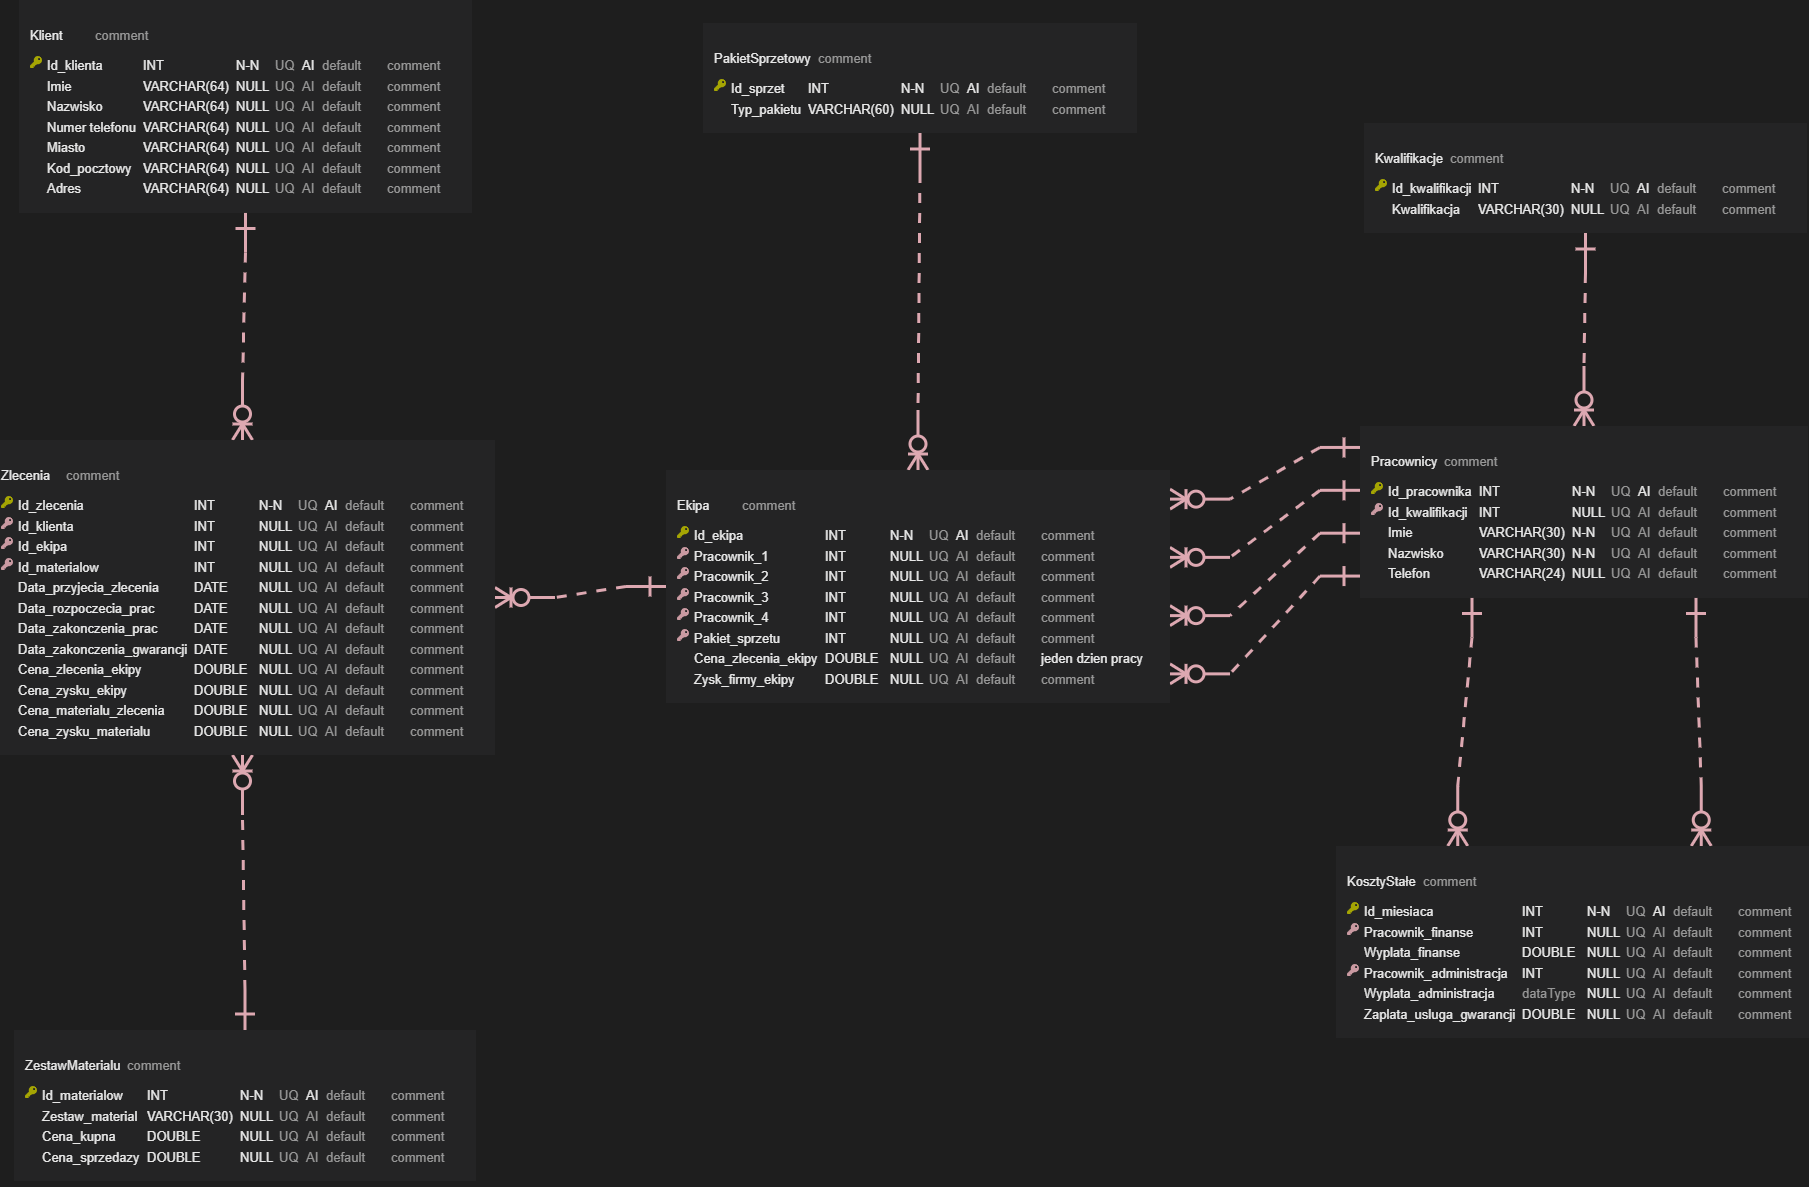 Klient comment
Id_klienta INT N-N UQ AI default comment
Imie VARCHAR(64) NULL UQ AI default comment
Nazwisko VARCHAR(64) NULL UQ AI default comment
Numer telefonu VARCHAR(64) NULL UQ AI default comment
Miasto VARCHAR(64) NULL UQ AI default comment
Kod_pocztowy VARCHAR(64) NULL UQ AI default comment
Adres VARCHAR(64) NULL UQ AI default comment
PakietSprzetowy comment
Id_sprzet INT N-N UQ AI default comment
Typ_pakietu VARCHAR(60) NULL UQ AI default comment
Kwalifikacje comment
Id_kwalifikacji INT N-N UQ AI default comment
Kwalifikacja VARCHAR(30) NULL UQ AI default comment
Zlecenia comment
Id_zlecenia INT N-N UQ AI default comment
Id_klienta INT NULL UQ AI default comment
Id_ekipa INT NULL UQ AI default comment
Id_materialow INT NULL UQ AI default comment
Data_przyjecia_zlecenia DATE NULL UQ AI default comment
Data_rozpoczecia_prac DATE NULL UQ AI default comment
Data_zakonczenia_prac DATE NULL UQ AI default comment
Data_zakonczenia_gwarancji DATE NULL UQ AI default comment
Cena_zlecenia_ekipy DOUBLE NULL UQ AI default comment
Cena_zysku_ekipy DOUBLE NULL UQ AI default comment
Cena_materialu_zlecenia DOUBLE NULL UQ AI default comment
Cena_zysku_materialu DOUBLE NULL UQ AI default comment
Ekipa comment
Id_ekipa INT N-N UQ AI default comment
Pracownik_1 INT NULL UQ AI default comment
Pracownik_2 INT NULL UQ AI default comment
Pracownik_3 INT NULL UQ AI default comment
Pracownik_4 INT NULL UQ AI default comment
Pakiet_sprzetu INT NULL UQ AI default comment
Cena_zlecenia_ekipy DOUBLE NULL UQ AI default jeden dzien pracy
Zysk_firmy_ekipy DOUBLE NULL UQ AI default comment
Pracownicy comment
Id_pracownika INT N-N UQ AI default comment
Id_kwalifikacji INT NULL UQ AI default comment
Imie VARCHAR(30) N-N UQ AI default comment
Nazwisko VARCHAR(30) N-N UQ AI default comment
Telefon VARCHAR(24) NULL UQ AI default comment
KosztyStałe comment
Id_miesiaca INT N-N UQ AI default comment
Pracownik_finanse INT NULL UQ AI default comment
Wyplata_finanse DOUBLE NULL UQ AI default comment
Pracownik_administracja INT NULL UQ AI default comment
Wyplata_administracja dataType NULL UQ AI default comment
Zaplata_usluga_gwarancji DOUBLE NULL UQ AI default comment
ZestawMaterialu comment
Id_materialow INT N-N UQ AI default comment
Zestaw_material VARCHAR(30) NULL UQ AI default comment
Cena_kupna DOUBLE NULL UQ AI default comment
Cena_sprzedazy DOUBLE NULL UQ AI default comment